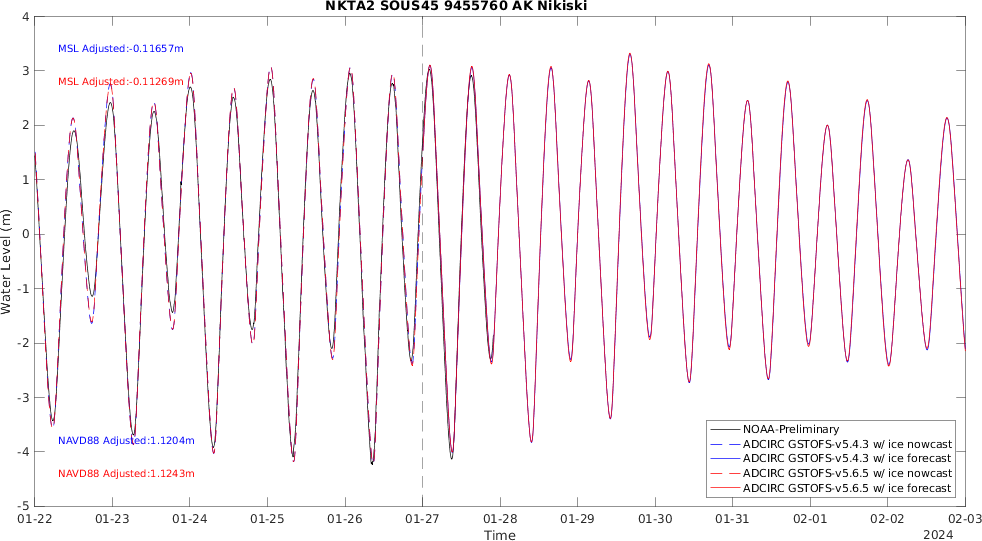 NKTA2 SOUS45 9455760 AK Nikiski
MSL Adjusted:-0.11657m
MSL Adjusted:-0.11269m
NAVD88 Adjusted:1.1204m
NAVD88 Adjusted:1.1243m
Water Level (m)
4
3
2
1
0
-1
-2
-3
-4
-5
NOAA-Preliminary
ADCIRC GSTOFS-v5.4.3 w/ ice nowcast
ADCIRC GSTOFS-v5.4.3 w/ ice forecast
ADCIRC GSTOFS-v5.6.5 w/ ice nowcast
ADCIRC GSTOFS-v5.6.5 w/ ice forecast
01-22 01-23 01-24 01-25 01-26 01-27 01-28 01-29 01-30 01-31 02-01 02-02 02-03
Time
2024